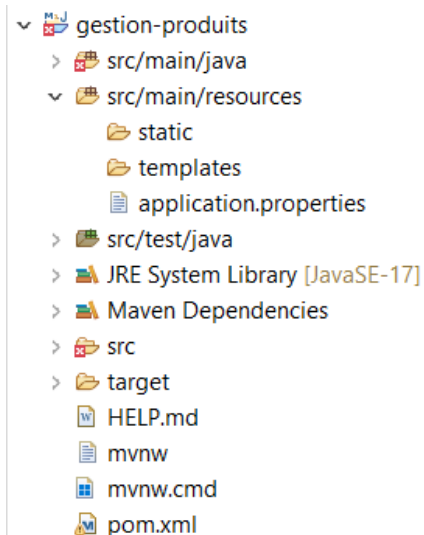 gestion-produits
src/main/java
src/main/resources
static
templates
application.properties
src/test/java
JRE System Library [JavaSE-17]
Maven Dependencies
src
target
HELP.md
mvnw
mvnw.cmd
pom.xml